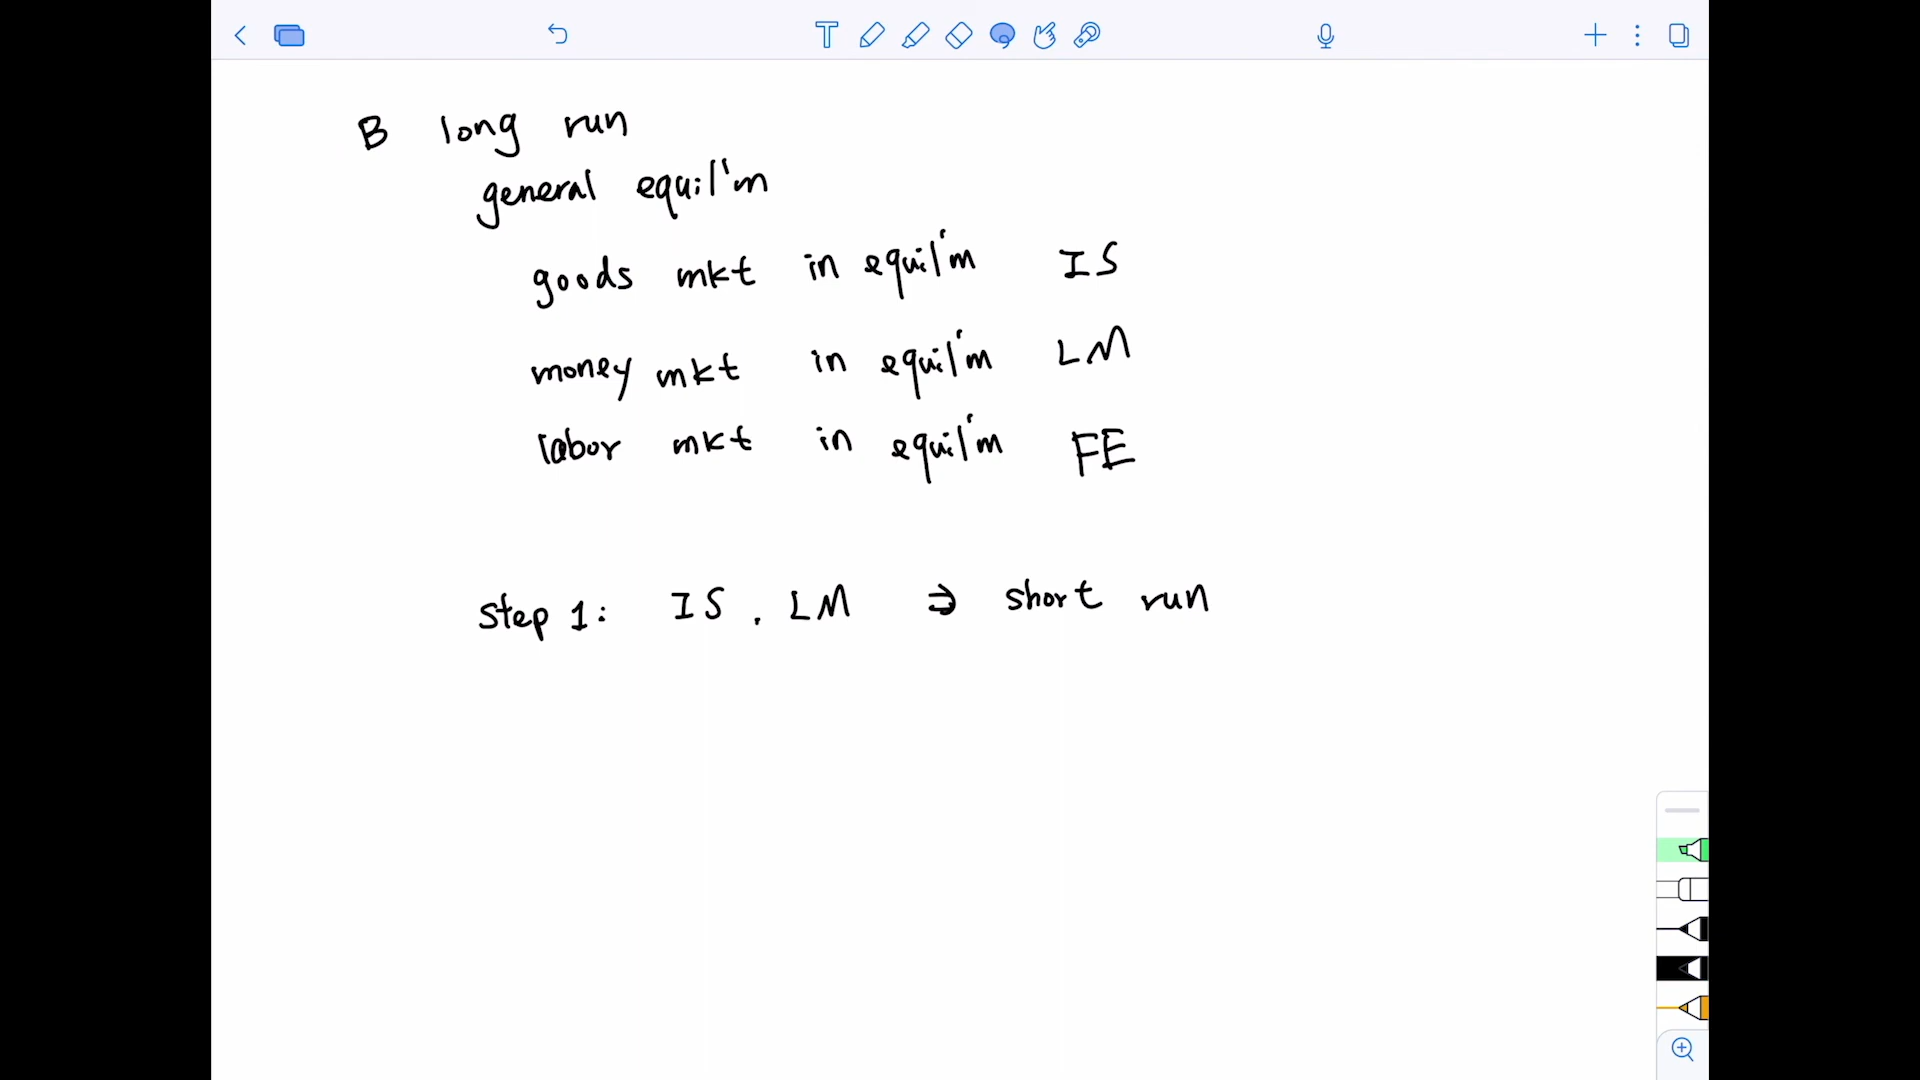 B long run
general equil'm
goods mkt in equil'm IS
money mkt in equil'm LM
labor mkt in equil'm FE
step 1: IS . LM ⇒ short run